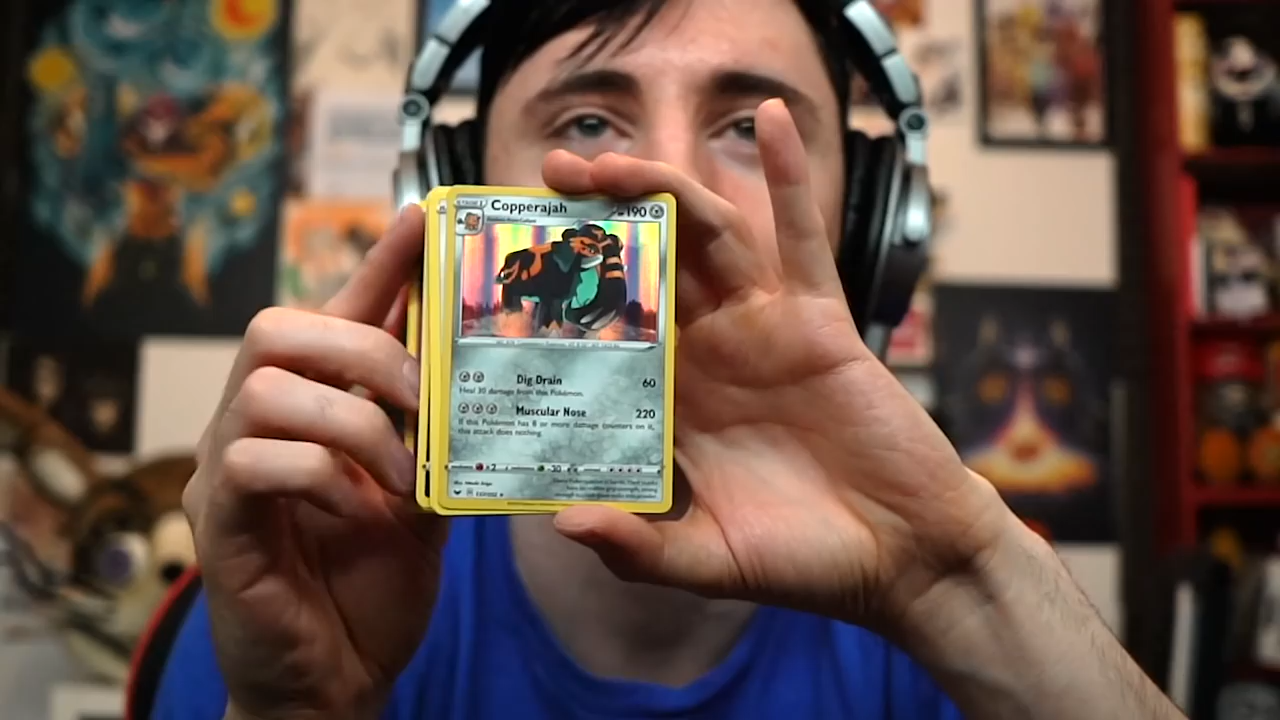 Copperajah 190
Dig Drain 60
Heal 30 damage from this Pokémon.
Muscular Nose 220
If this Pokémon has 8 or more damage counters on it,
this attack does nothing.
×2 -30